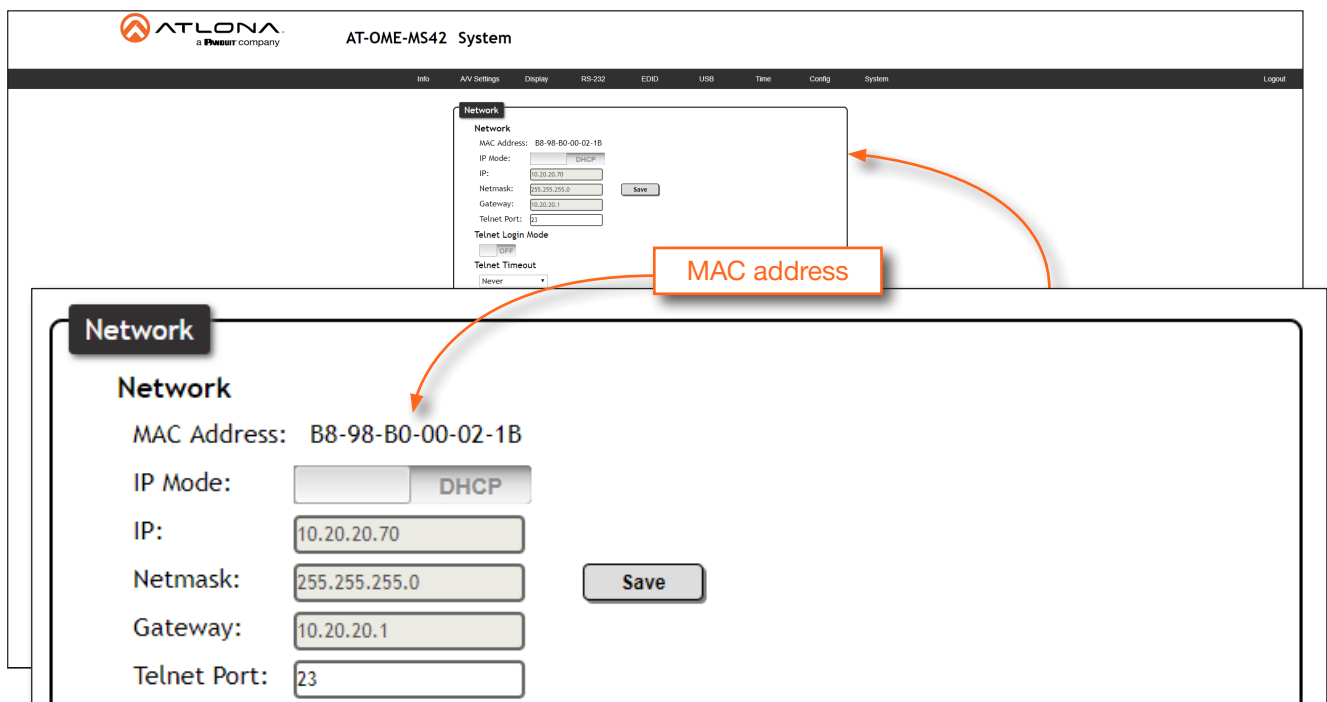 ATLONA.
a PANDUIT company
AT-OME-MS42 System
Info A/V Settings Display RS-232 EDID USB Time Config System Logout
Network
Network
MAC Address: B8-98-B0-00-02-1B
IP Mode: DHCP
IP: 10.20.20.70
Netmask: 255.255.255.0 Save
Gateway: 10.20.20.1
Telnet Port: 23
Telnet Login Mode
OFF
Telnet Timeout
Never
MAC address
Network
Network
MAC Address: B8-98-B0-00-02-1B
IP Mode: DHCP
IP: 10.20.20.70
Netmask: 255.255.255.0 Save
Gateway: 10.20.20.1
Telnet Port: 23